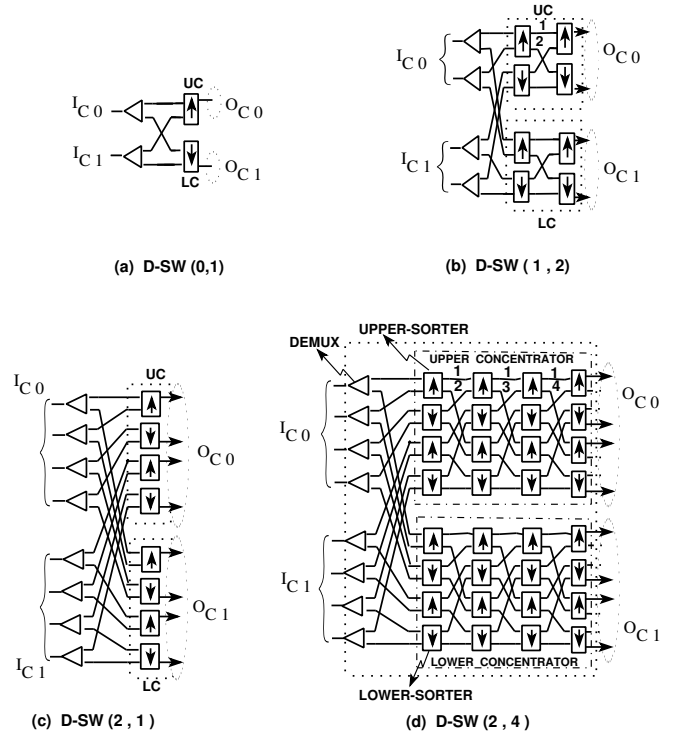 UC
I C 0
O C 0
I C 1
O C 1
LC
(a) D-SW (0,1)
UC
1
2
I C 0
O C 0
I C 1
O C 1
LC
(b) D-SW ( 1 , 2)
UC
I C 0
O C 0
I C 1
O C 1
LC
(c) D-SW (2 , 1)
UPPER-SORTER
DEMUX
UPPER CONCENTRATOR
1 1 1
2 3 4
I C 0
O C 0
I C 1
O C 1
LOWER CONCENTRATOR
LOWER-SORTER
(d) D-SW (2 , 4 )